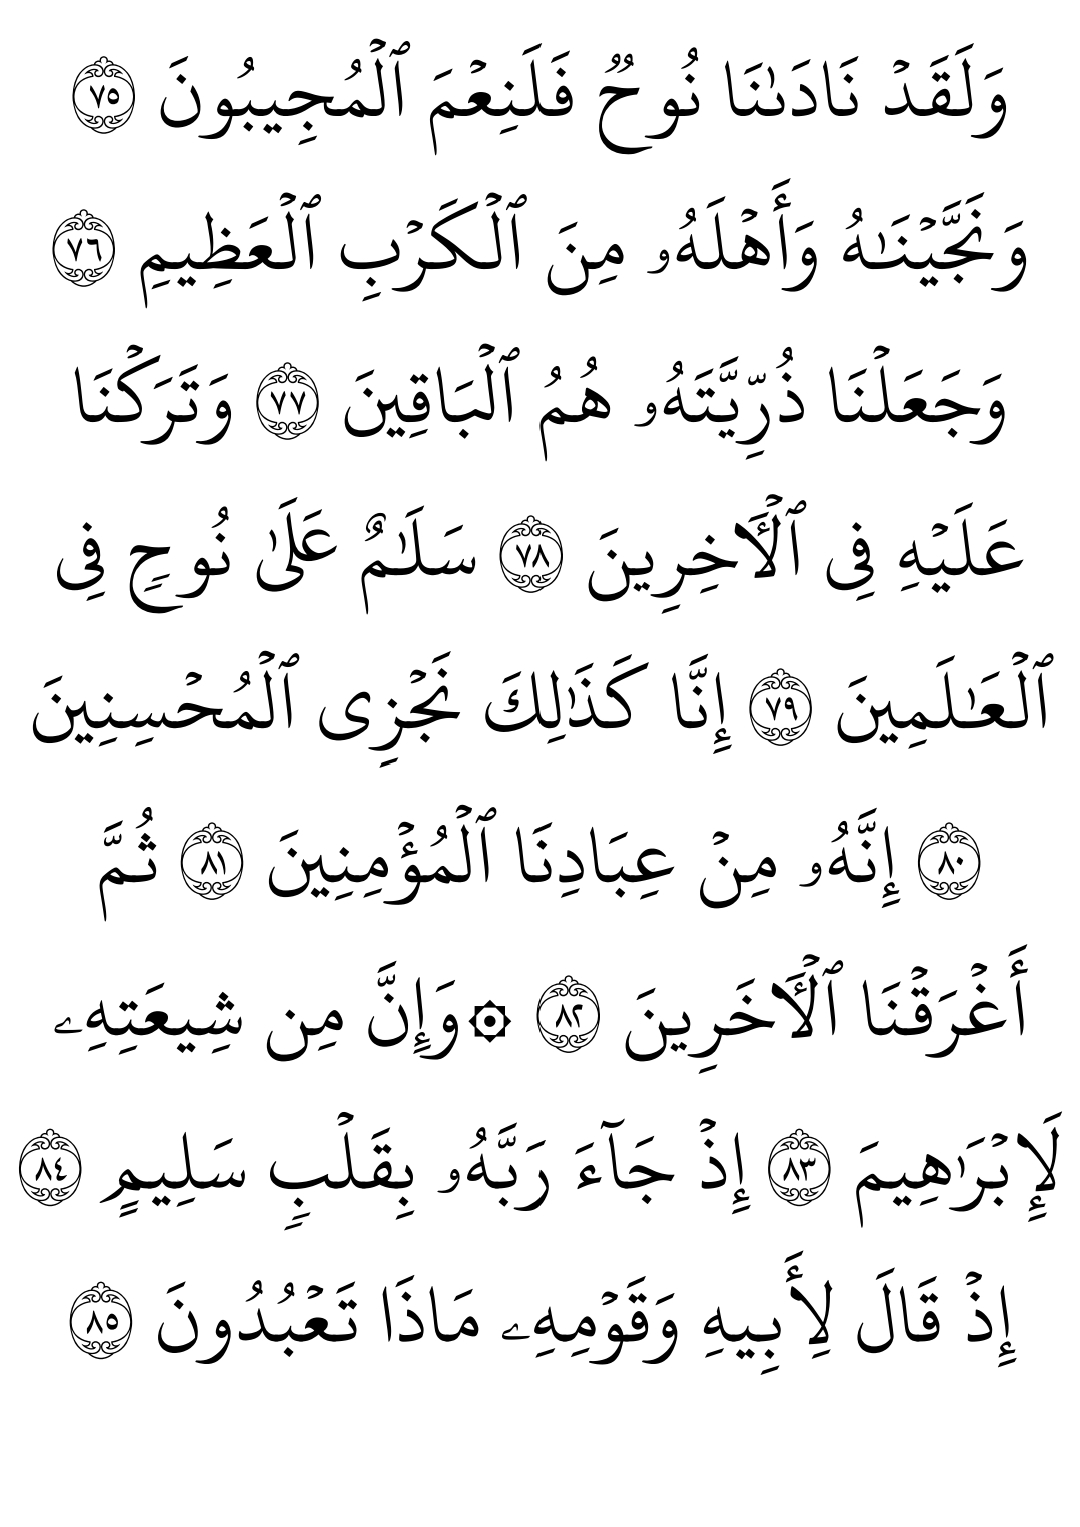 وَلَقَدۡ نَادَىٰنَا نُوحٞ فَلَنِعۡمَ ٱلۡمُجِيبُونَ ٧٥
وَنَجَّيۡنَٰهُ وَأَهۡلَهُۥ مِنَ ٱلۡكَرۡبِ ٱلۡعَظِيمِ ٧٦
وَجَعَلۡنَا ذُرِّيَّتَهُۥ هُمُ ٱلۡبَاقِينَ ٧٧ وَتَرَكۡنَا
عَلَيۡهِ فِي ٱلۡأٓخِرِينَ ٧٨ سَلَٰمٌ عَلَىٰ نُوحٖ فِي
ٱلۡعَٰلَمِينَ ٧٩ إِنَّا كَذَٰلِكَ نَجۡزِي ٱلۡمُحۡسِنِينَ
٨٠ إِنَّهُۥ مِنۡ عِبَادِنَا ٱلۡمُؤۡمِنِينَ ٨١ ثُمَّ
أَغۡرَقۡنَا ٱلۡأٓخَرِينَ ٨٢ ۞وَإِنَّ مِن شِيعَتِهِۦ
لَإِبۡرَٰهِيمَ ٨٣ إِذۡ جَآءَ رَبَّهُۥ بِقَلۡبٖ سَلِيمٍ ٨٤
إِذۡ قَالَ لِأَبِيهِ وَقَوۡمِهِۦ مَاذَا تَعۡبُدُونَ ٨٥